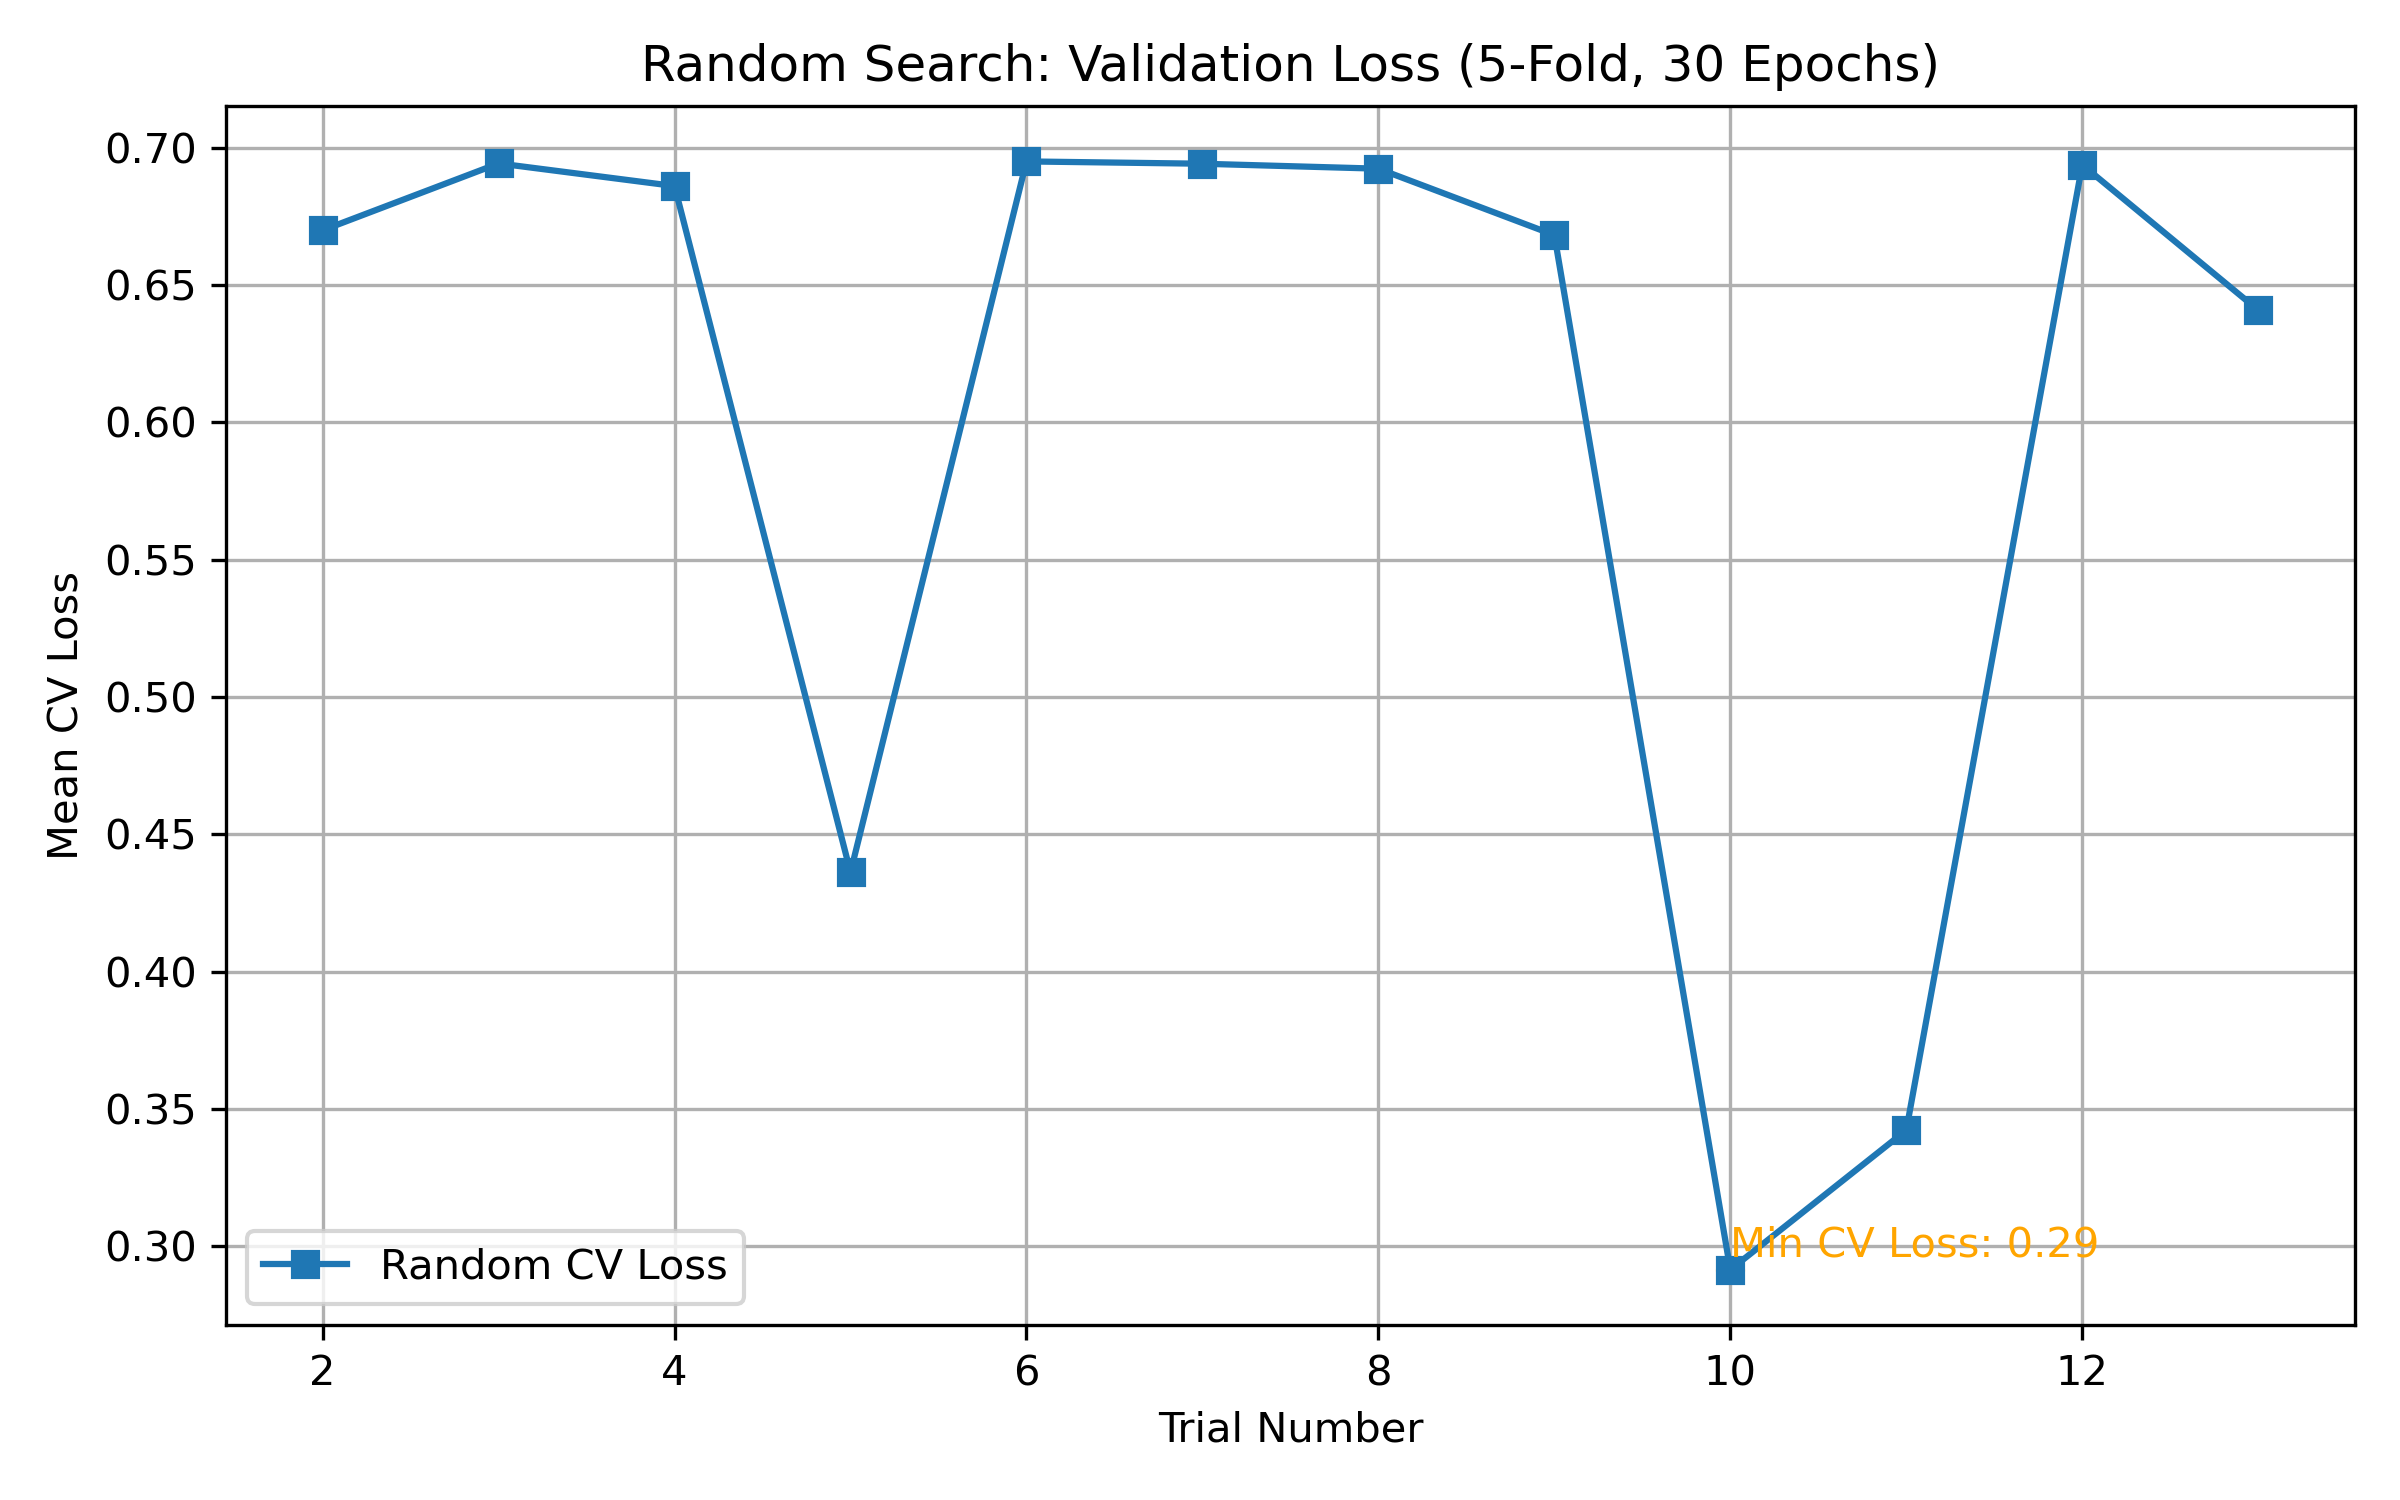 Random Search: Validation Loss (5-Fold, 30 Epochs)
Mean CV Loss
0.70
0.65
0.60
0.55
0.50
0.45
0.40
0.35
0.30
Min CV Loss: 0.29
Random CV Loss
2 4 6 8 10 12
Trial Number